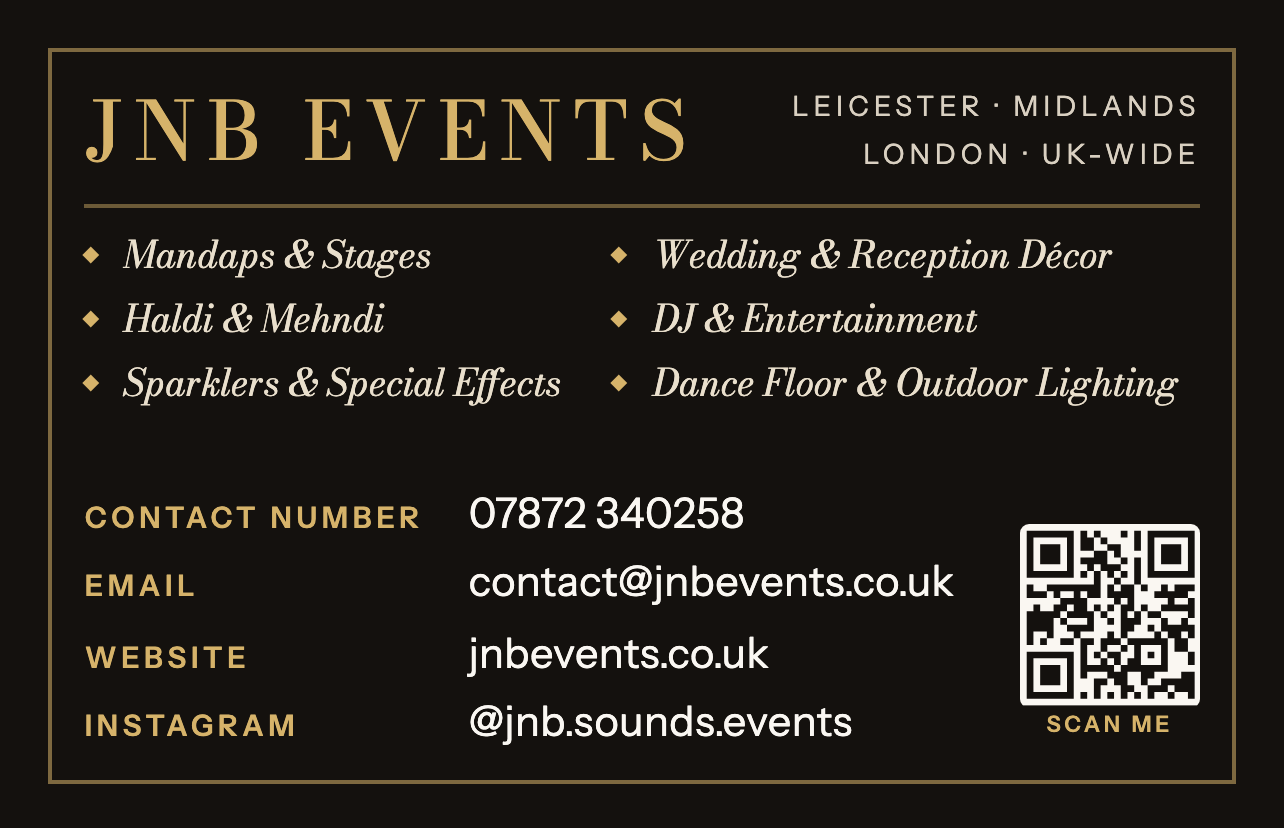 JNB EVENTS
LEICESTER · MIDLANDS
LONDON · UK-WIDE
Mandaps & Stages
Wedding & Reception Décor
Haldi & Mehndi
DJ & Entertainment
Sparklers & Special Effects
Dance Floor & Outdoor Lighting
CONTACT NUMBER 07872 340258
EMAIL contact@jnbevents.co.uk
WEBSITE jnbevents.co.uk
INSTAGRAM @jnb.sounds.events
SCAN ME